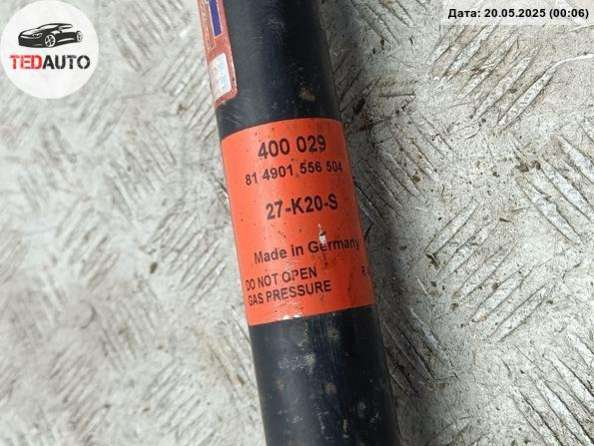 Дата: 20.05.2025 (00:06)
TEDAUTO
400 029
81 4901 556 504
27-K20-S
Made in Germany
DO NOT OPEN
GAS PRESSURE